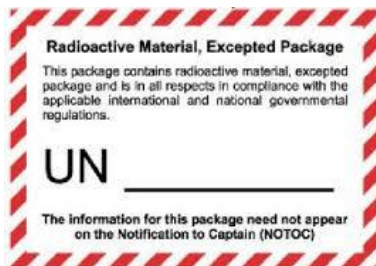 Radioactive Material, Excepted Package
This package contains radioactive material, excepted
package and is in all respects in compliance with the
applicable international and national governmental
regulations.
UN
The information for this package need not appear
on the Notification to Captain (NOTOC)